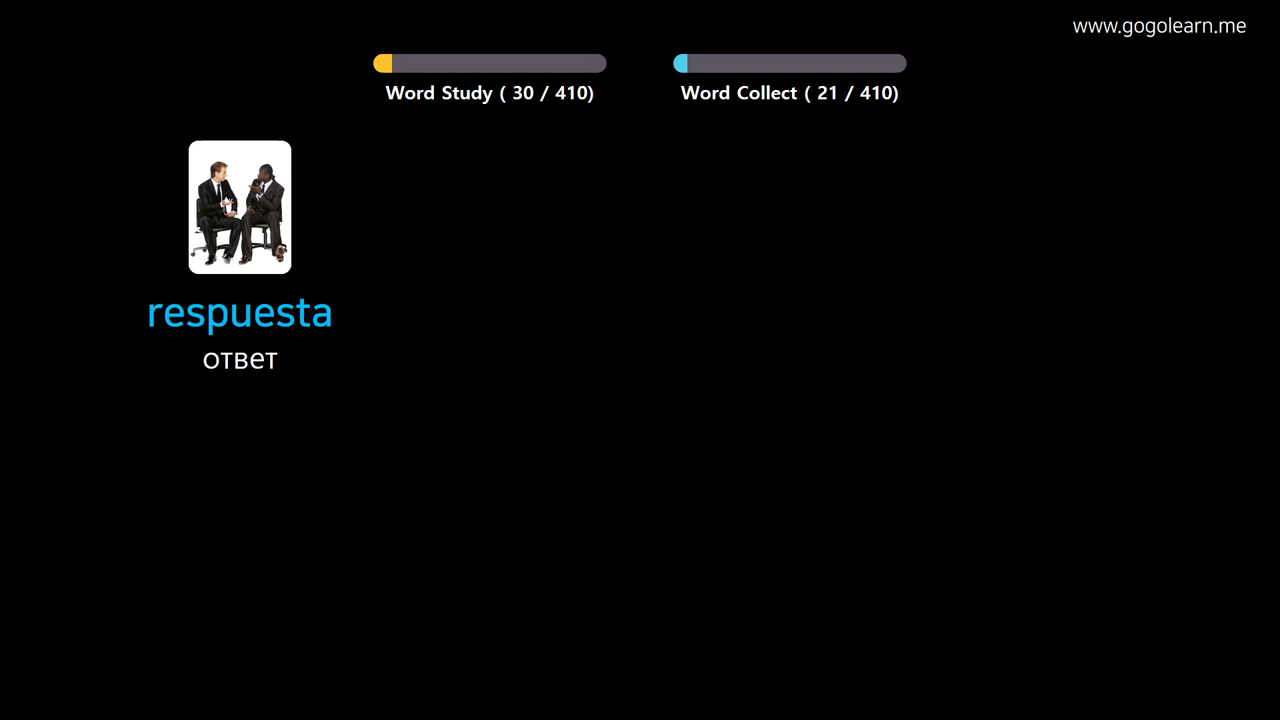 www.gogolearn.me
Word Study ( 30 / 410)
Word Collect ( 21 / 410)
respuesta
ответ